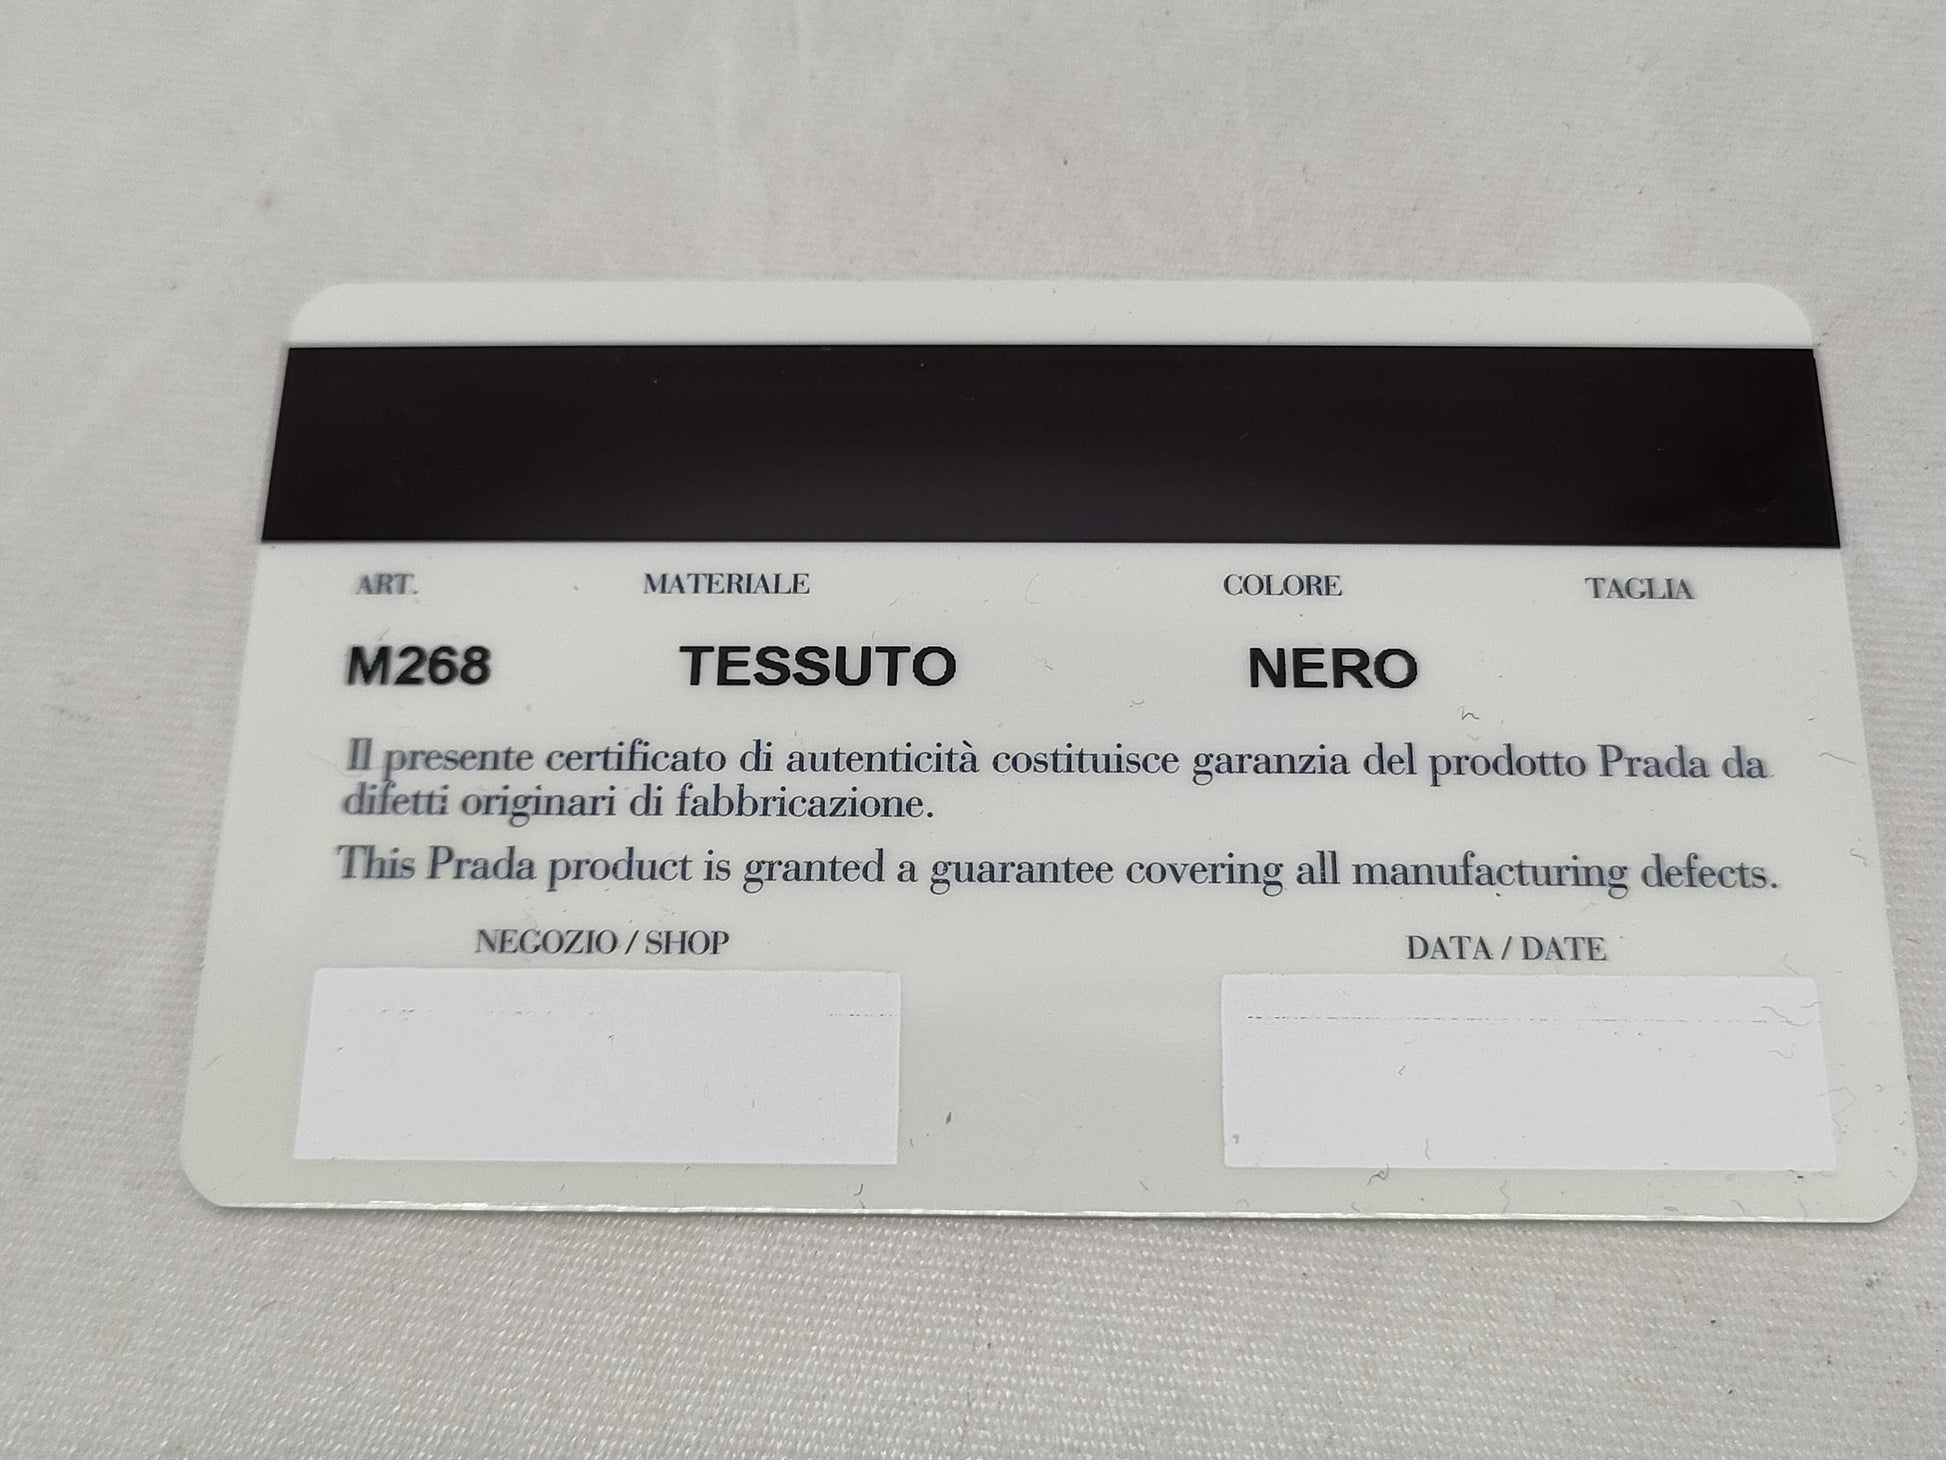 ART. MATERIALE COLORE TAGLIA
M268 TESSUTO NERO
Il presente certificato di autenticità costituisce garanzia del prodotto Prada da
difetti originari di fabbricazione.
This Prada product is granted a guarantee covering all manufacturing defects.
NEGOZIO / SHOP DATA / DATE